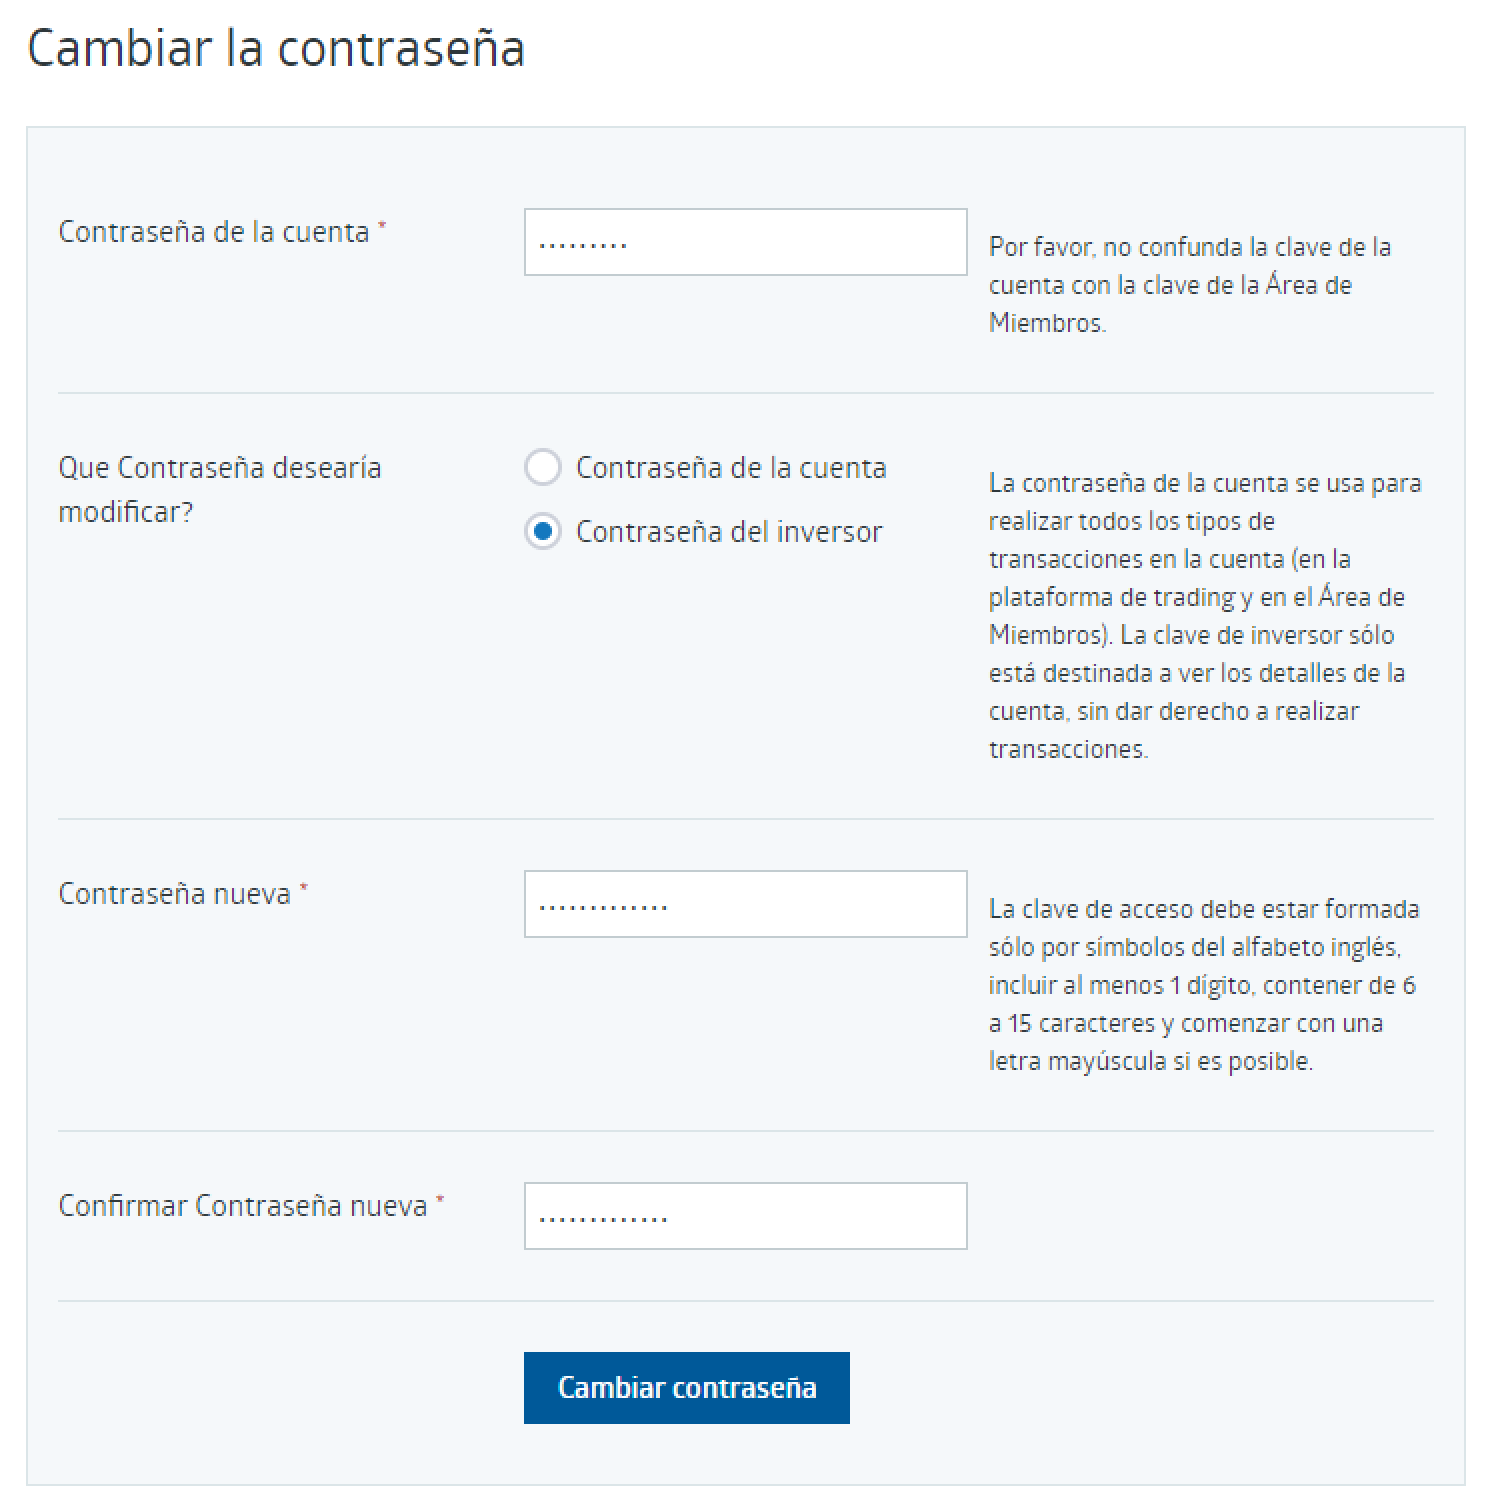 Cambiar la contraseña
Contraseña de la cuenta *
.........
Por favor, no confunda la clave de la
cuenta con la clave de la Área de
Miembros.
Que Contraseña desearía
modificar?
Contraseña de la cuenta
Contraseña del inversor
La contraseña de la cuenta se usa para
realizar todos los tipos de
transacciones en la cuenta (en la
plataforma de trading y en el Área de
Miembros). La clave de inversor sólo
está destinada a ver los detalles de la
cuenta, sin dar derecho a realizar
transacciones.
Contraseña nueva *
.............
La clave de acceso debe estar formada
sólo por símbolos del alfabeto inglés,
incluir al menos 1 dígito, contener de 6
a 15 caracteres y comenzar con una
letra mayúscula si es posible.
Confirmar Contraseña nueva *
.............
Cambiar contraseña